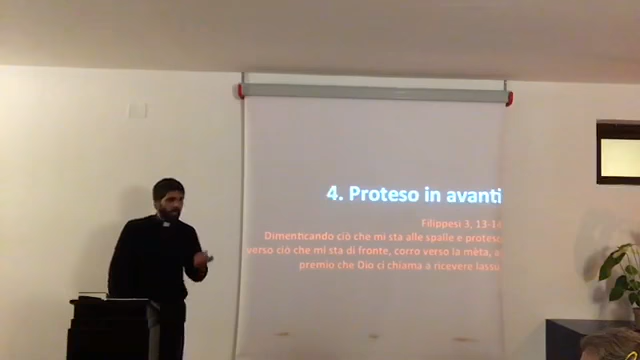 4. Proteso in avanti
Filippesi 3, 13-14
Dimenticando ciò che mi sta alle spalle e proteso
verso ciò che mi sta di fronte, corro verso la mèta, a
premio che Dio ci chiama a ricevere lassù